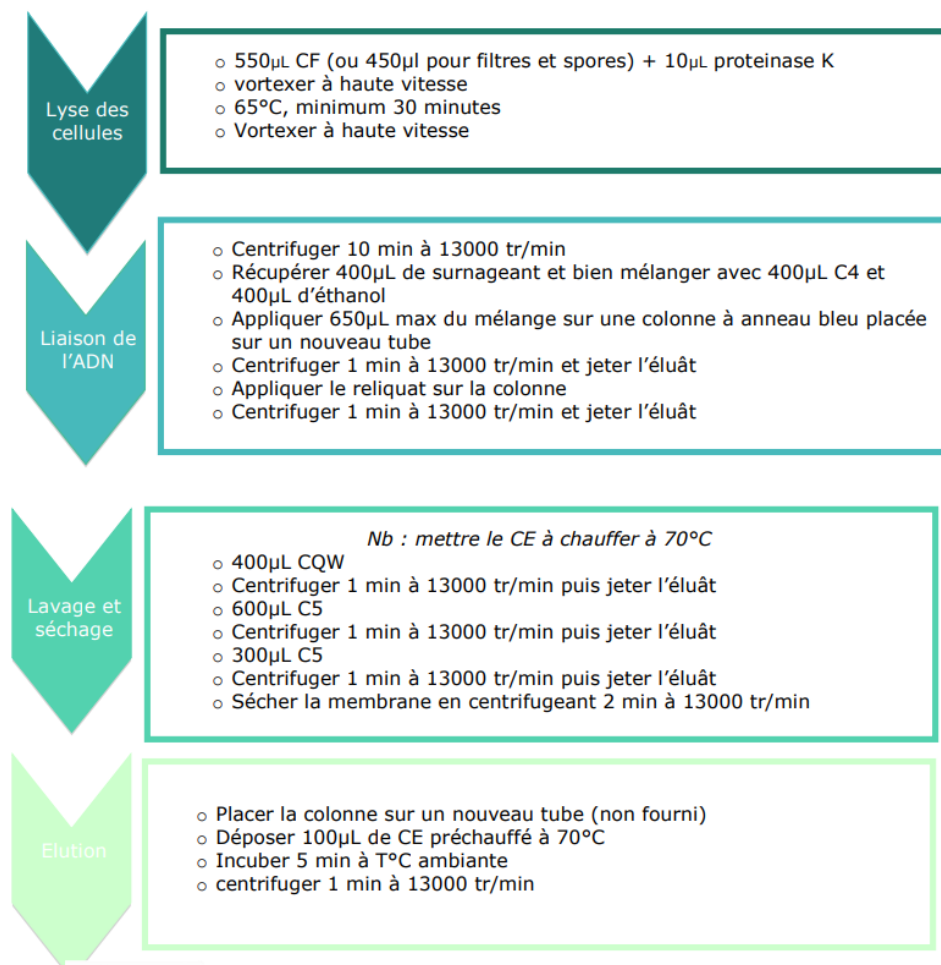 Lyse des
cellules
o 550µL CF (ou 450µl pour filtres et spores) + 10µL proteinase K
o vortexer à haute vitesse
o 65°C, minimum 30 minutes
o Vortexer à haute vitesse
Liaison de
l’ADN
o Centrifuger 10 min à 13000 tr/min
o Récupérer 400µL de surnageant et bien mélanger avec 400µL C4 et
400µL d’éthanol
o Appliquer 650µL max du mélange sur une colonne à anneau bleu placée
sur un nouveau tube
o Centrifuger 1 min à 13000 tr/min et jeter l’éluât
o Appliquer le reliquat sur la colonne
o Centrifuger 1 min à 13000 tr/min et jeter l’éluât
Lavage et
séchage
Nb : mettre le CE à chauffer à 70°C
o 400µL CQW
o Centrifuger 1 min à 13000 tr/min puis jeter l’éluât
o 600µL C5
o Centrifuger 1 min à 13000 tr/min puis jeter l’éluât
o 300µL C5
o Centrifuger 1 min à 13000 tr/min puis jeter l’éluât
o Sécher la membrane en centrifugeant 2 min à 13000 tr/min
Elution
o Placer la colonne sur un nouveau tube (non fourni)
o Déposer 100µL de CE préchauffé à 70°C
o Incuber 5 min à T°C ambiante
o centrifuger 1 min à 13000 tr/min